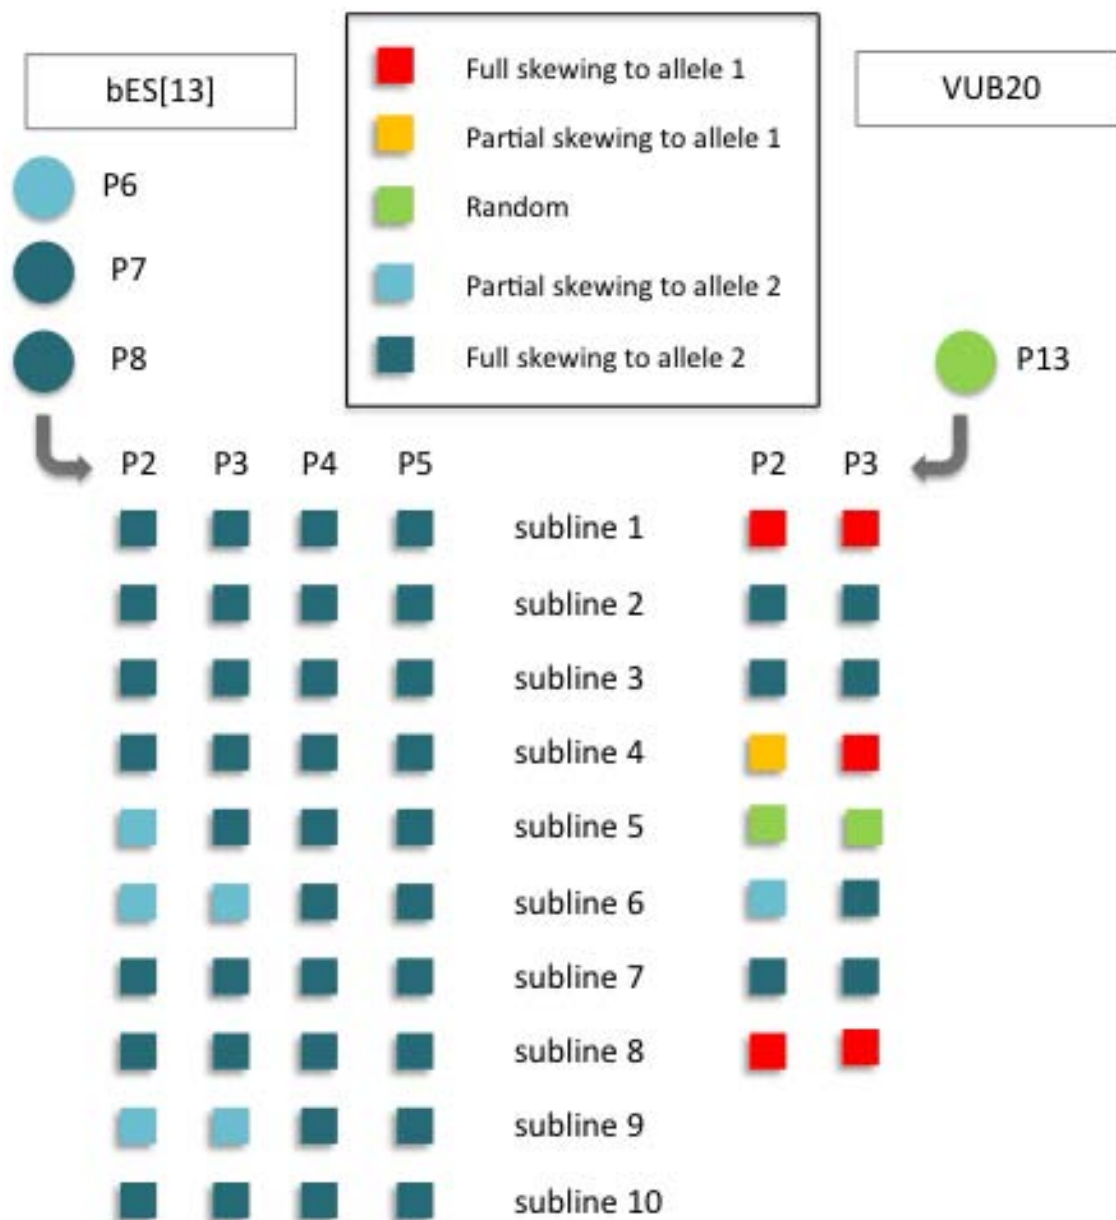 bES[13]
P6
P7
P8
Full skewing to allele 1
Partial skewing to allele 1
Random
Partial skewing to allele 2
Full skewing to allele 2
VUB20
P13
P2 P3 P4 P5 P2 P3
subline 1
subline 2
subline 3
subline 4
subline 5
subline 6
subline 7
subline 8
subline 9
subline 10